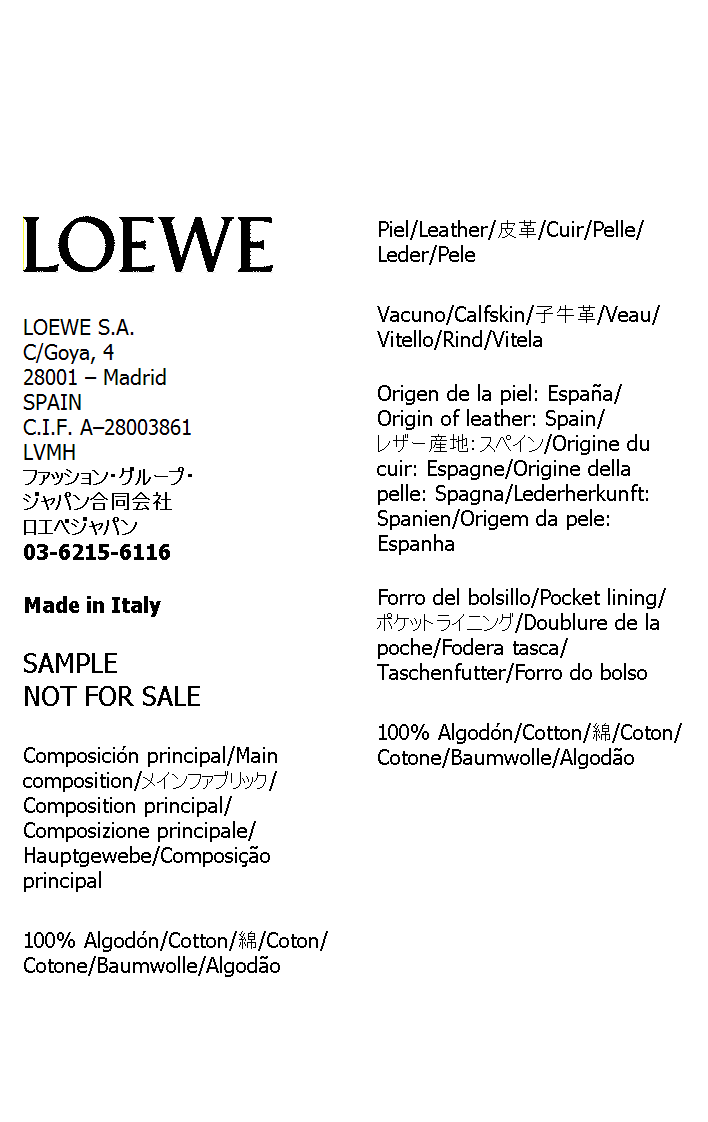 LOEWE
LOEWE S.A.
C/Goya, 4
28001 – Madrid
SPAIN
C.I.F. A–28003861
LVMH
ファッション・グループ・
ジャパン合同会社
ロエベジャパン
03-6215-6116
Made in Italy
SAMPLE
NOT FOR SALE
Composición principal/Main
composition/メインファブリック/
Composition principal/
Composizione principale/
Hauptgewebe/Composição
principal
100% Algodón/Cotton/綿/Coton/
Cotone/Baumwolle/Algodão
Piel/Leather/皮革/Cuir/Pelle/
Leder/Pele
Vacuno/Calfskin/子牛革/Veau/
Vitello/Rind/Vitela
Origen de la piel: España/
Origin of leather: Spain/
レザー産地：スペイン/Origine du
cuir: Espagne/Origine della
pelle: Spagna/Lederherkunft:
Spanien/Origem da pele:
Espanha
Forro del bolsillo/Pocket lining/
ポケットライニング/Doublure de la
poche/Fodera tasca/
Taschenfutter/Forro do bolso
100% Algodón/Cotton/綿/Coton/
Cotone/Baumwolle/Algodão